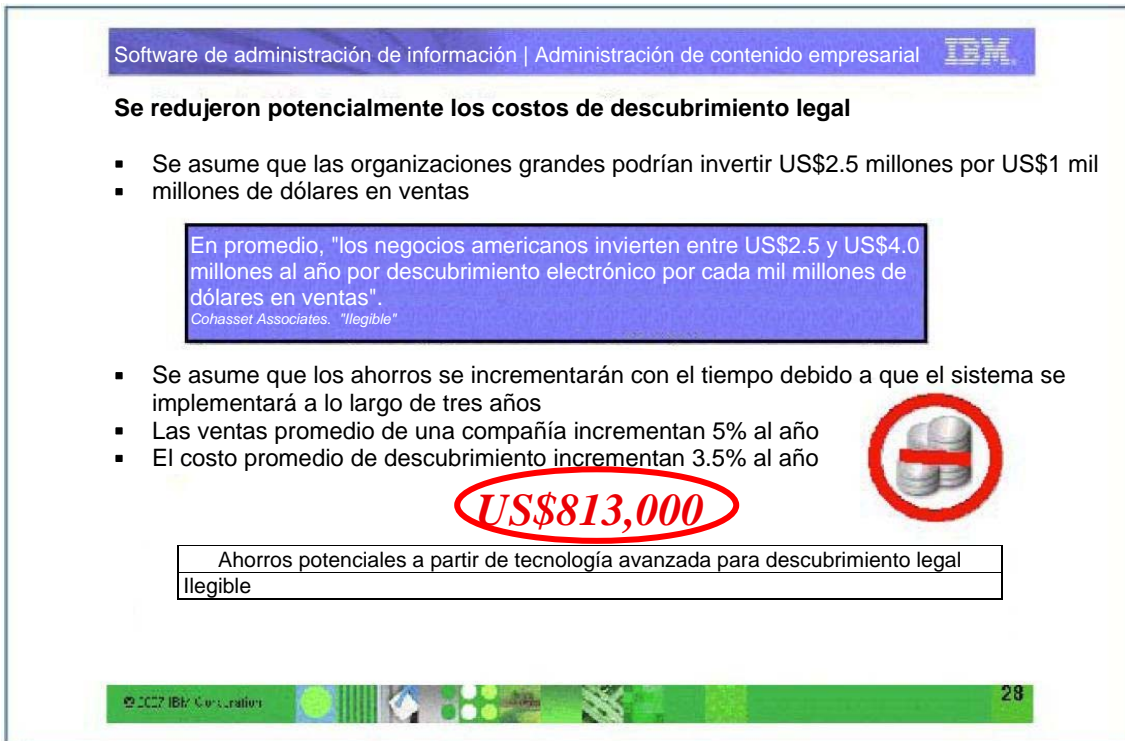 Software de administración de información | Administración de contenido empresarial IBM.
Se redujeron potencialmente los costos de descubrimiento legal
▪ Se asume que las organizaciones grandes podrían invertir US$2.5 millones por US$1 mil
▪ millones de dólares en ventas
En promedio, "los negocios americanos invierten entre US$2.5 y US$4.0
millones al año por descubrimiento electrónico por cada mil millones de
dólares en ventas".
Cohasset Associates. "Ilegible"
▪ Se asume que los ahorros se incrementarán con el tiempo debido a que el sistema se
implementará a lo largo de tres años
▪ Las ventas promedio de una compañía incrementan 5% al año
▪ El costo promedio de descubrimiento incrementan 3.5% al año
US$813,000
Ahorros potenciales a partir de tecnología avanzada para descubrimiento legal
Ilegible
© 2007 IBM Corporation
28